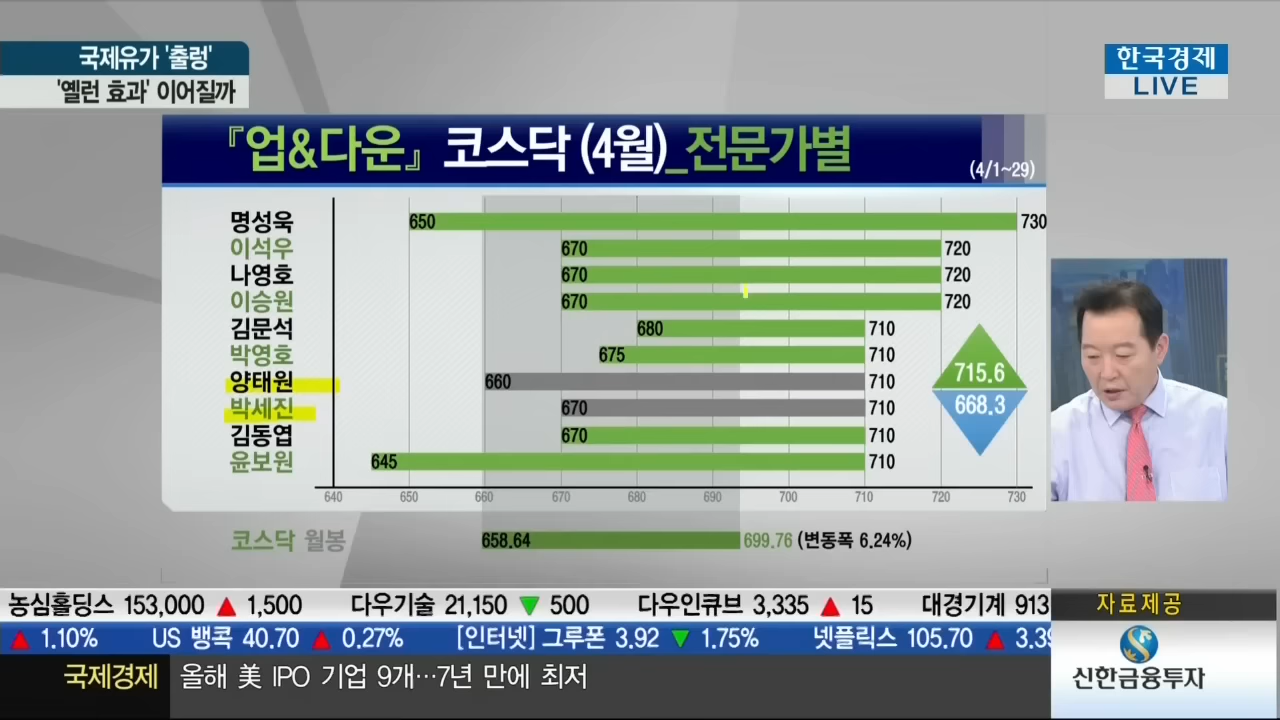 국제유가 '출렁'
'옐런 효과' 이어질까
한국경제
LIVE
『업&다운』 코스닥 (4월)_전문가별
(4/1~29)
명성욱 650 730
이석우 670 720
나영호 670 720
이승원 670 720
김문석 680 710
박영호 675 710
양태원 660 710
박세진 670 710
김동엽 670 710
윤보원 645 710
715.6
668.3
640 650 660 670 680 690 700 710 720 730
코스닥 월봉 658.64 699.76 (변동폭 6.24%)
농심홀딩스 153,000 ▲ 1,500 다우기술 21,150 ▼ 500 다우인큐브 3,335 ▲ 15 대경기계 913
▲ 1.10% US 뱅콕 40.70 ▲ 0.27% [인터넷] 그루폰 3.92 ▼ 1.75% 넷플릭스 105.70 ▲ 3.39
국제경제 올해 美 IPO 기업 9개…7년 만에 최저
자료제공
신한금융투자